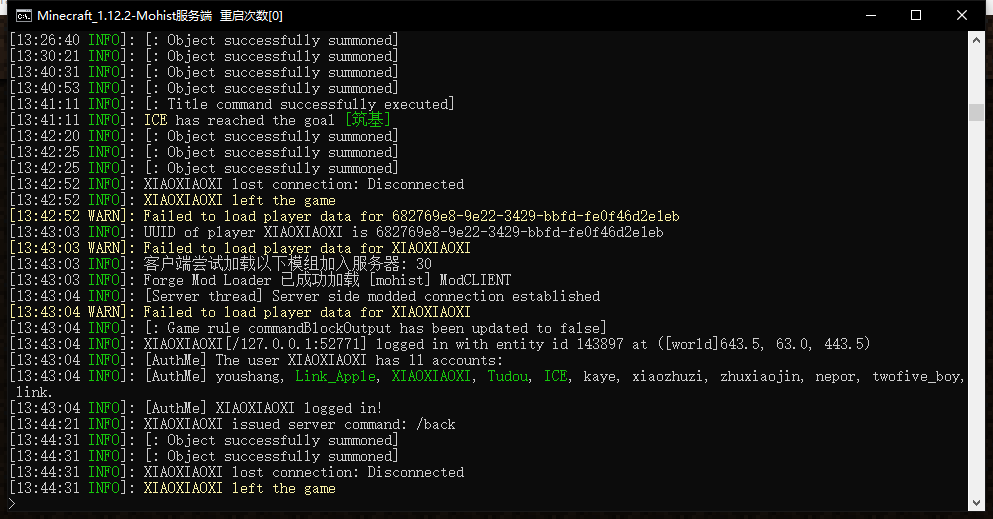 Minecraft_1.12.2-Mohist服务端  重启次数[0]
[13:26:40 INFO]: [: Object successfully summoned]
[13:30:21 INFO]: [: Object successfully summoned]
[13:40:31 INFO]: [: Object successfully summoned]
[13:40:53 INFO]: [: Object successfully summoned]
[13:41:11 INFO]: [: Title command successfully executed]
[13:41:11 INFO]: ICE has reached the goal [筑基]
[13:42:20 INFO]: [: Object successfully summoned]
[13:42:25 INFO]: [: Object successfully summoned]
[13:42:25 INFO]: [: Object successfully summoned]
[13:42:52 INFO]: XIAOXIAOXI lost connection: Disconnected
[13:42:52 INFO]: XIAOXIAOXI left the game
[13:42:52 WARN]: Failed to load player data for 682769e8-9e22-3429-bbfd-fe0f46d2e1eb
[13:43:03 INFO]: UUID of player XIAOXIAOXI is 682769e8-9e22-3429-bbfd-fe0f46d2e1eb
[13:43:03 WARN]: Failed to load player data for XIAOXIAOXI
[13:43:03 INFO]: 客户端尝试加载以下模组加入服务器: 30
[13:43:03 INFO]: Forge Mod Loader 已成功加载 [mohist] ModCLIENT
[13:43:04 INFO]: [Server thread] Server side modded connection established
[13:43:04 WARN]: Failed to load player data for XIAOXIAOXI
[13:43:04 INFO]: [: Game rule commandBlockOutput has been updated to false]
[13:43:04 INFO]: XIAOXIAOXI[/127.0.0.1:52771] logged in with entity id 143897 at ([world]643.5, 63.0, 443.5)
[13:43:04 INFO]: [AuthMe] The user XIAOXIAOXI has 11 accounts:
[13:43:04 INFO]: [AuthMe] youshang, Link_Apple, XIAOXIAOXI, Tudou, ICE, kaye, xiaozhuzi, zhuxiaojin, nepor, twofive_boy,
link.
[13:43:04 INFO]: [AuthMe] XIAOXIAOXI logged in!
[13:44:21 INFO]: XIAOXIAOXI issued server command: /back
[13:44:31 INFO]: [: Object successfully summoned]
[13:44:31 INFO]: [: Object successfully summoned]
[13:44:31 INFO]: XIAOXIAOXI lost connection: Disconnected
[13:44:31 INFO]: XIAOXIAOXI left the game
>